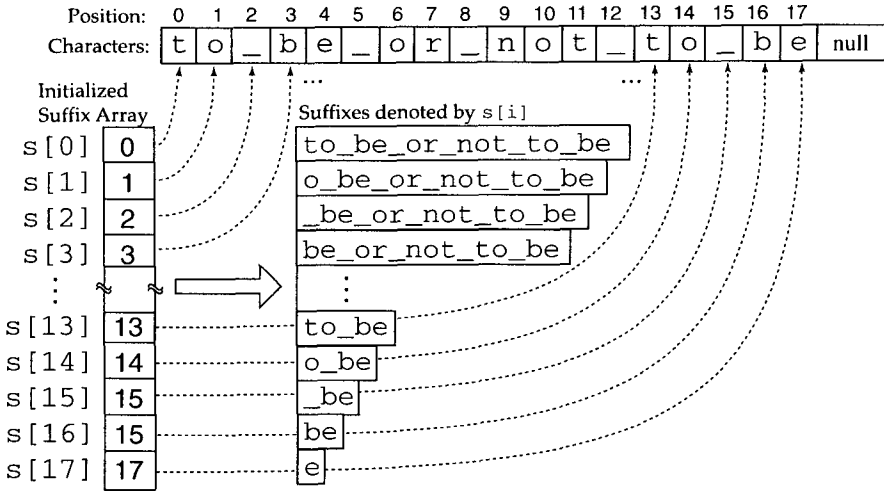 Position: 0 1 2 3 4 5 6 7 8 9 10 11 12 13 14 15 16 17
Characters: t o _ b e _ o r _ n o t _ t o _ b e null
... ...
Initialized
Suffix Array Suffixes denoted by s[i]
s[0] 0 to_be_or_not_to_be
s[1] 1 o_be_or_not_to_be
s[2] 2 _be_or_not_to_be
s[3] 3 be_or_not_to_be
s[13] 13 to_be
s[14] 14 o_be
s[15] 15 _be
s[16] 15 be
s[17] 17 e